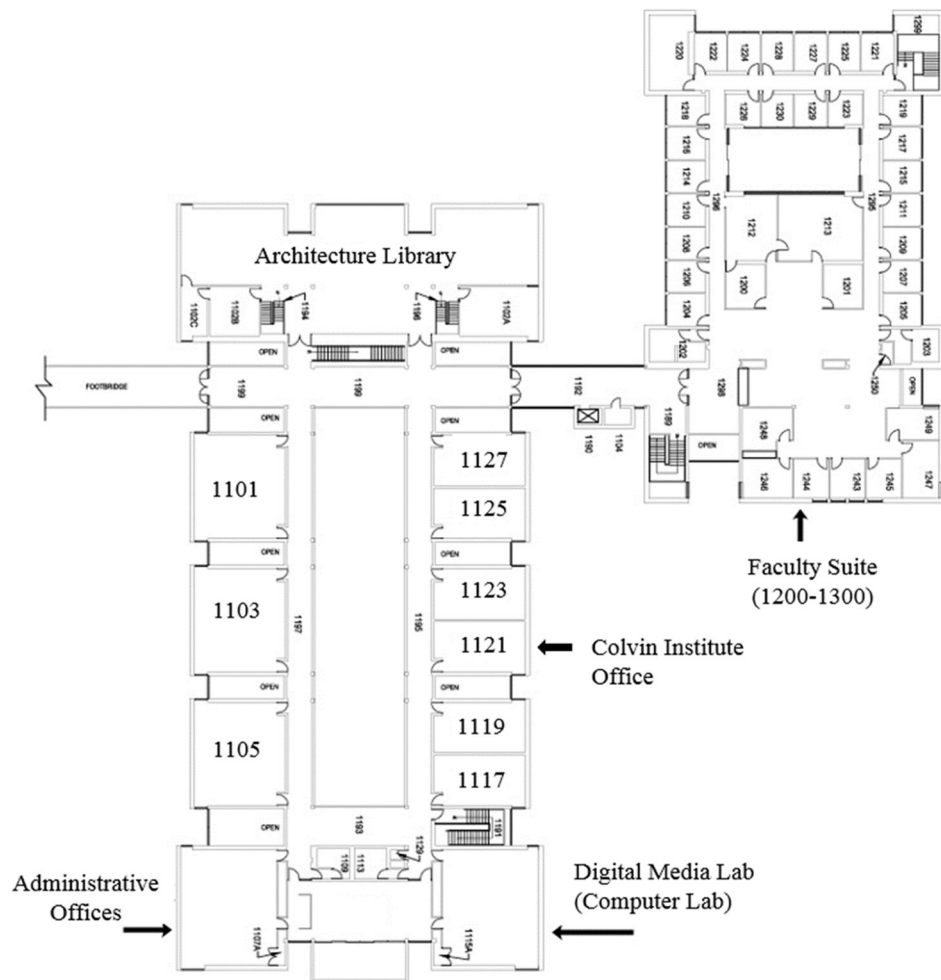 1299
1220
1222
1224
1228
1227
1225
1221
1218
1226
1230
1229
1223
1219
1216
1217
1214
1215
1296
1295
1210
1212
1213
1211
1208
1209
Architecture Library
1206
1200
1201
1207
1204
1205
1102C
1102B
1194
1196
1102A
OPEN
OPEN
1202
1203
FOOTBRIDGE
1199
1199
1192
1298
1250
OPEN
OPEN
OPEN
1190
1104
1189
OPEN
1248
1249
1101
1127
1246
1244
1243
1245
1247
1125
OPEN
OPEN
Faculty Suite
(1200-1300)
1103
1123
1197
1195
1121
Colvin Institute
Office
OPEN
OPEN
1105
1119
1117
OPEN
1193
1191
1109
1113
1129
Administrative
Offices
Digital Media Lab
(Computer Lab)
1107A
1115A